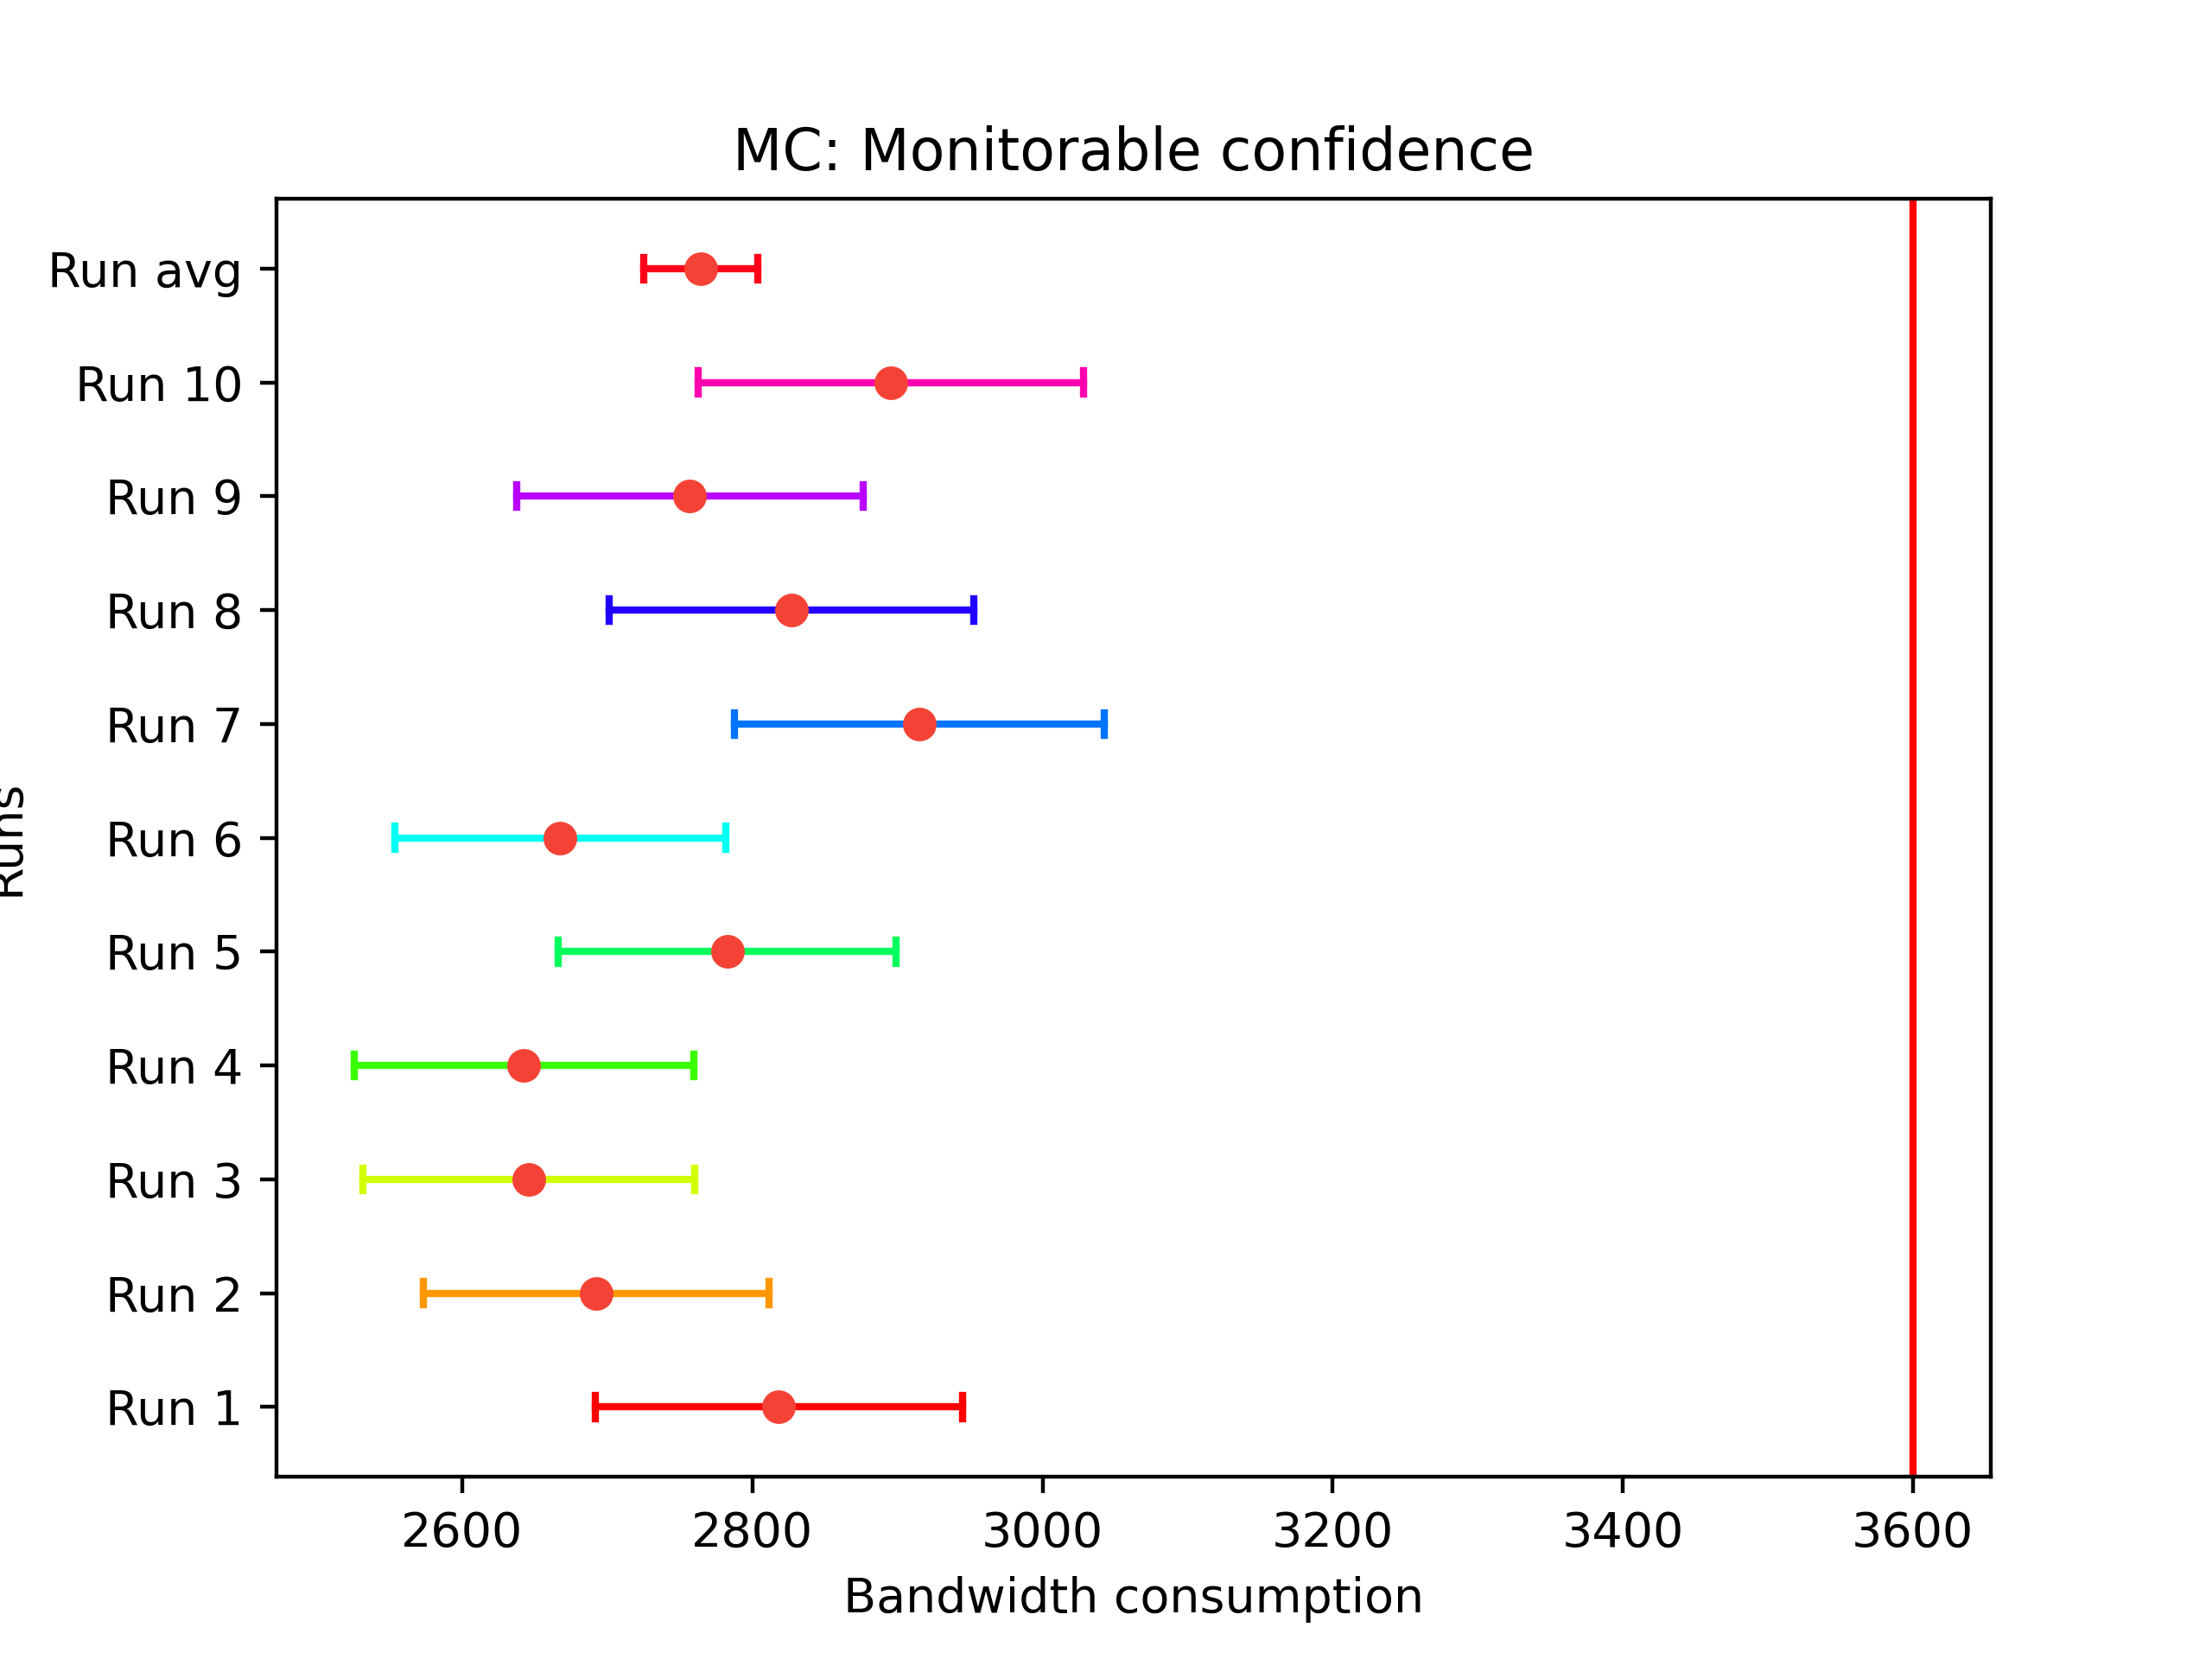 MC: Monitorable confidence
Run avg
Run 10
Run 9
Run 8
Run 7
Run 6
Run 5
Run 4
Run 3
Run 2
Run 1
Runs
2600 2800 3000 3200 3400 3600
Bandwidth consumption